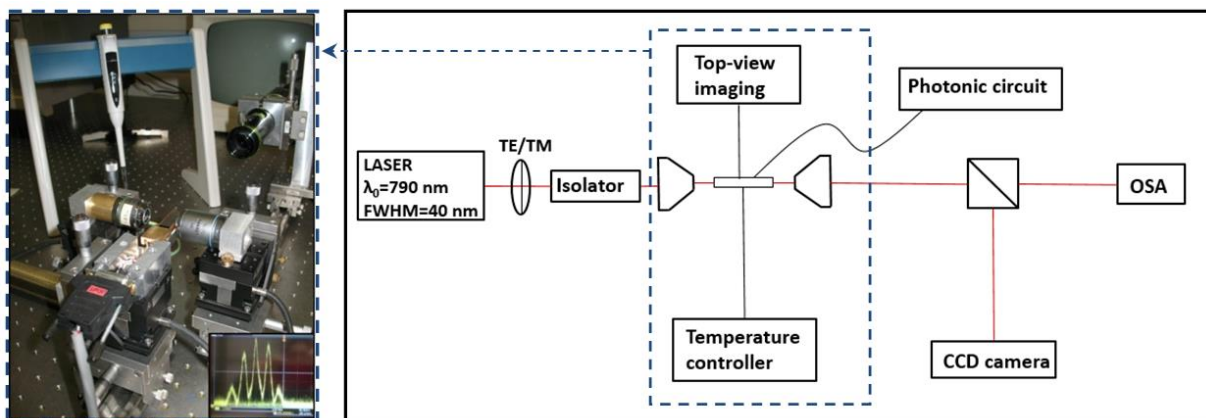 Top-view
imaging
Photonic circuit
TE/TM
LASER
λ₀=790 nm
FWHM=40 nm
Isolator
OSA
Temperature
controller
CCD camera